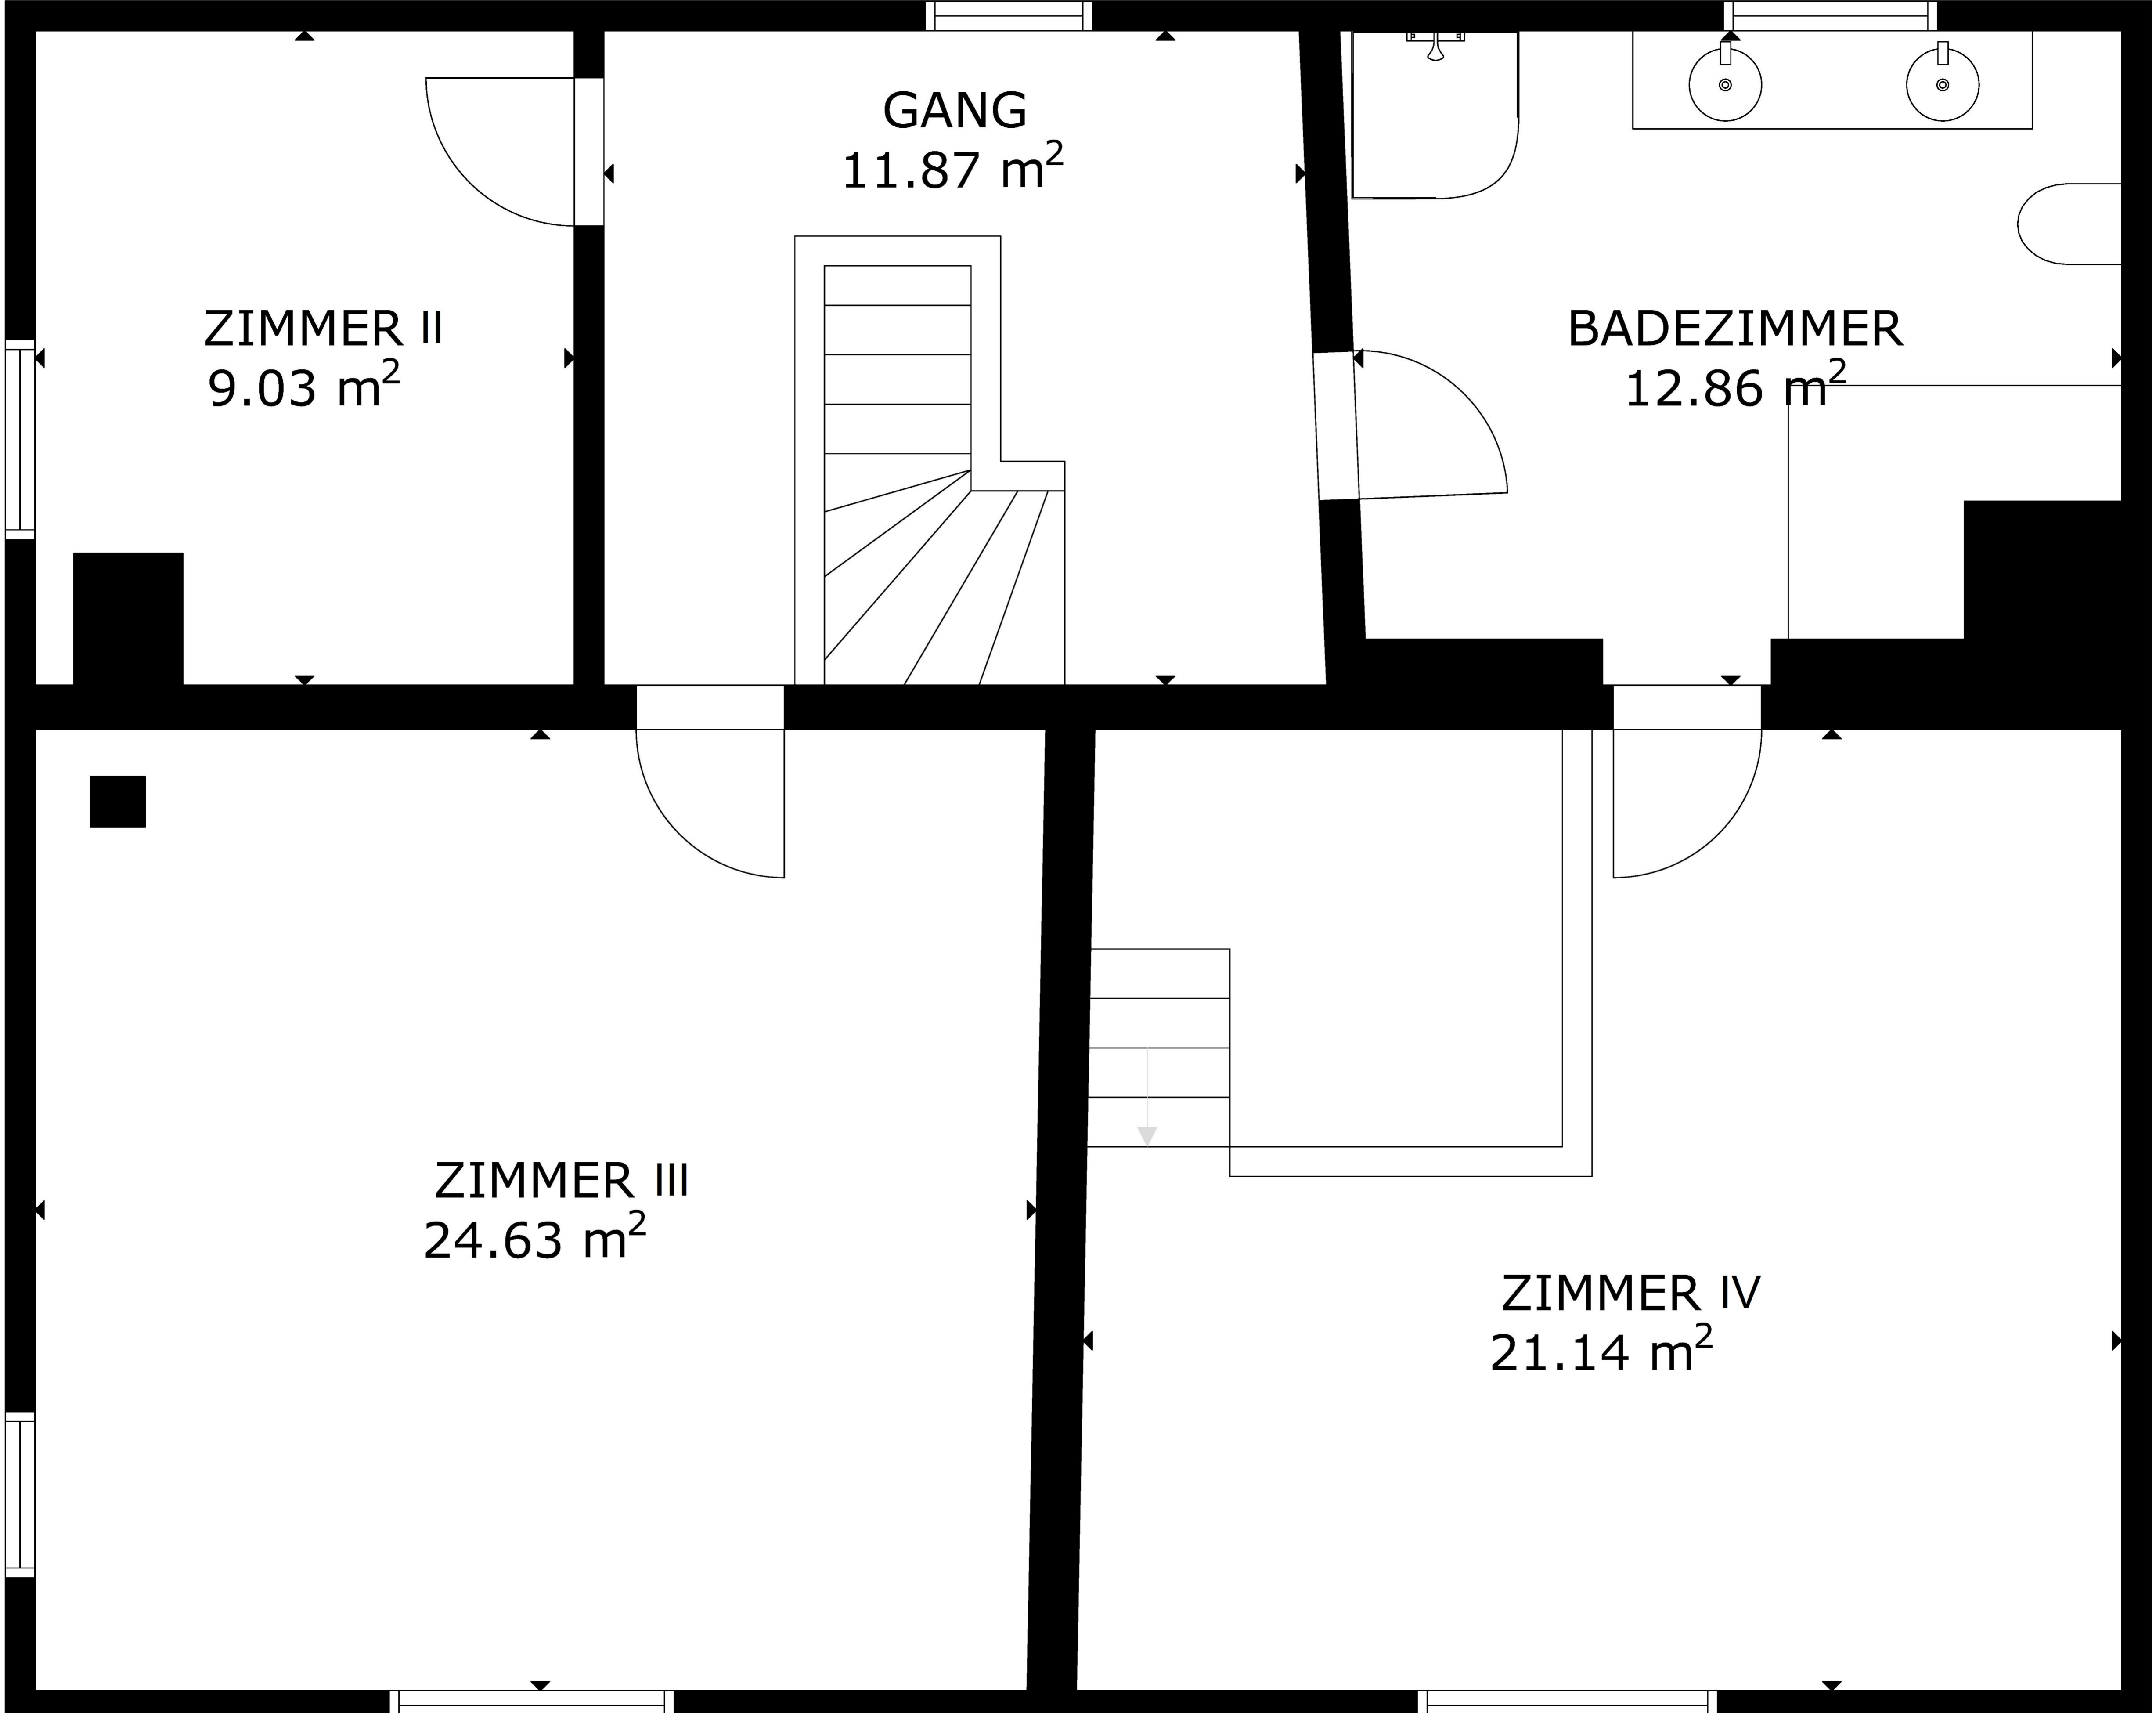 GANG
11.87 m²
ZIMMER II
9.03 m²
BADEZIMMER
12.86 m²
ZIMMER III
24.63 m²
ZIMMER IV
21.14 m²